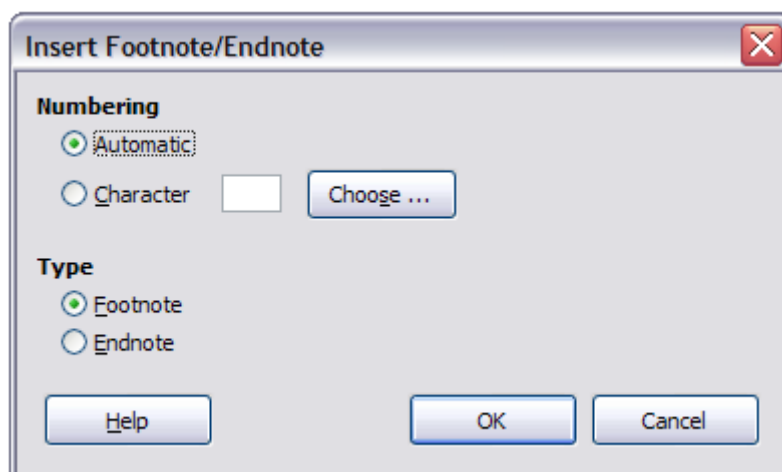 Insert Footnote/Endnote
Numbering
Automatic
Character
Choose ...
Type
Footnote
Endnote
Help
OK
Cancel